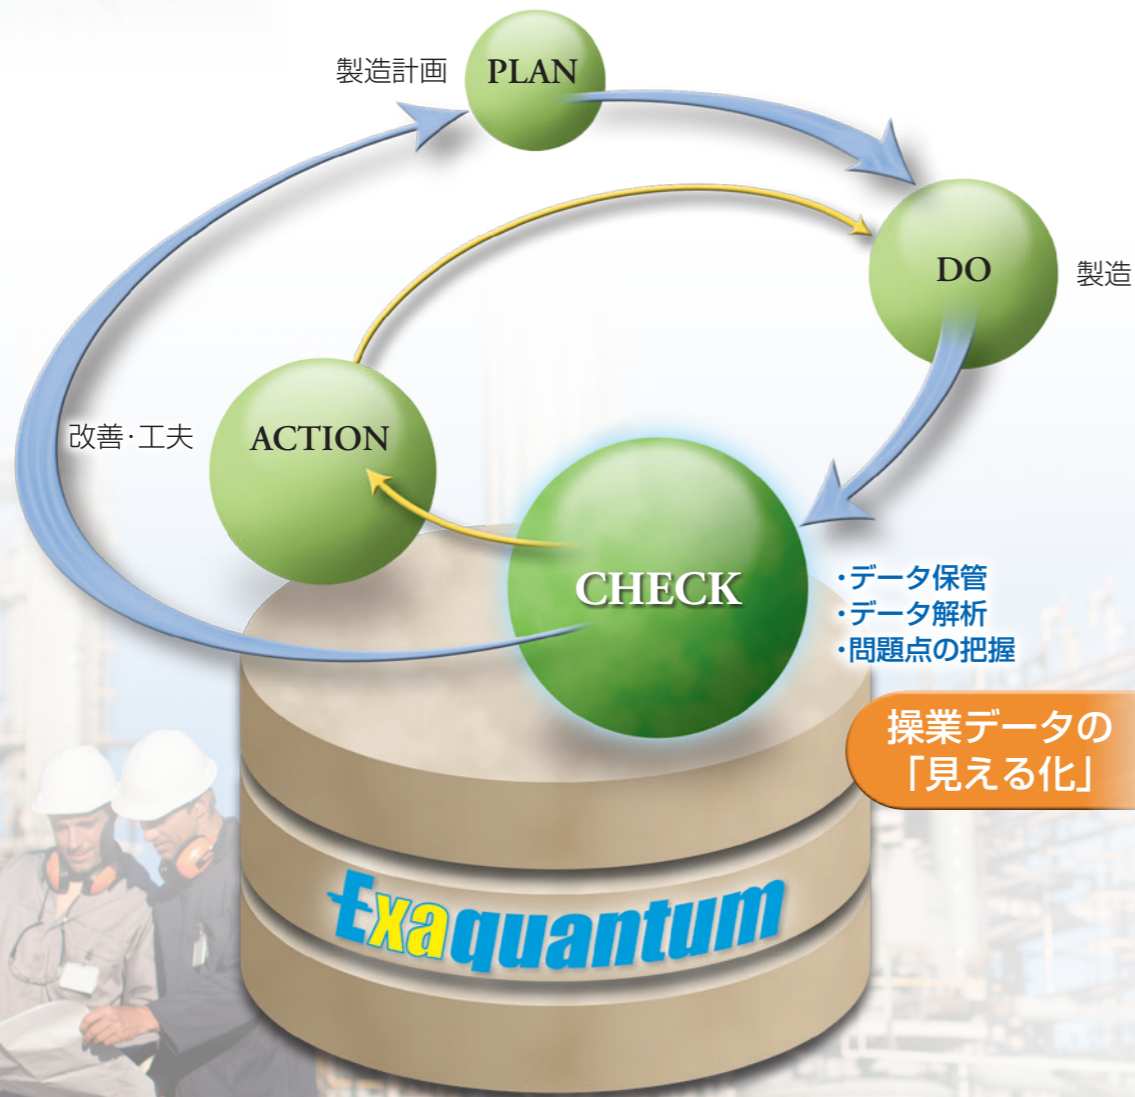 製造計画
PLAN
DO
製造
改善・工夫
ACTION
CHECK
・データ保管
・データ解析
・問題点の把握
操業データの
「見える化」
Exaquantum